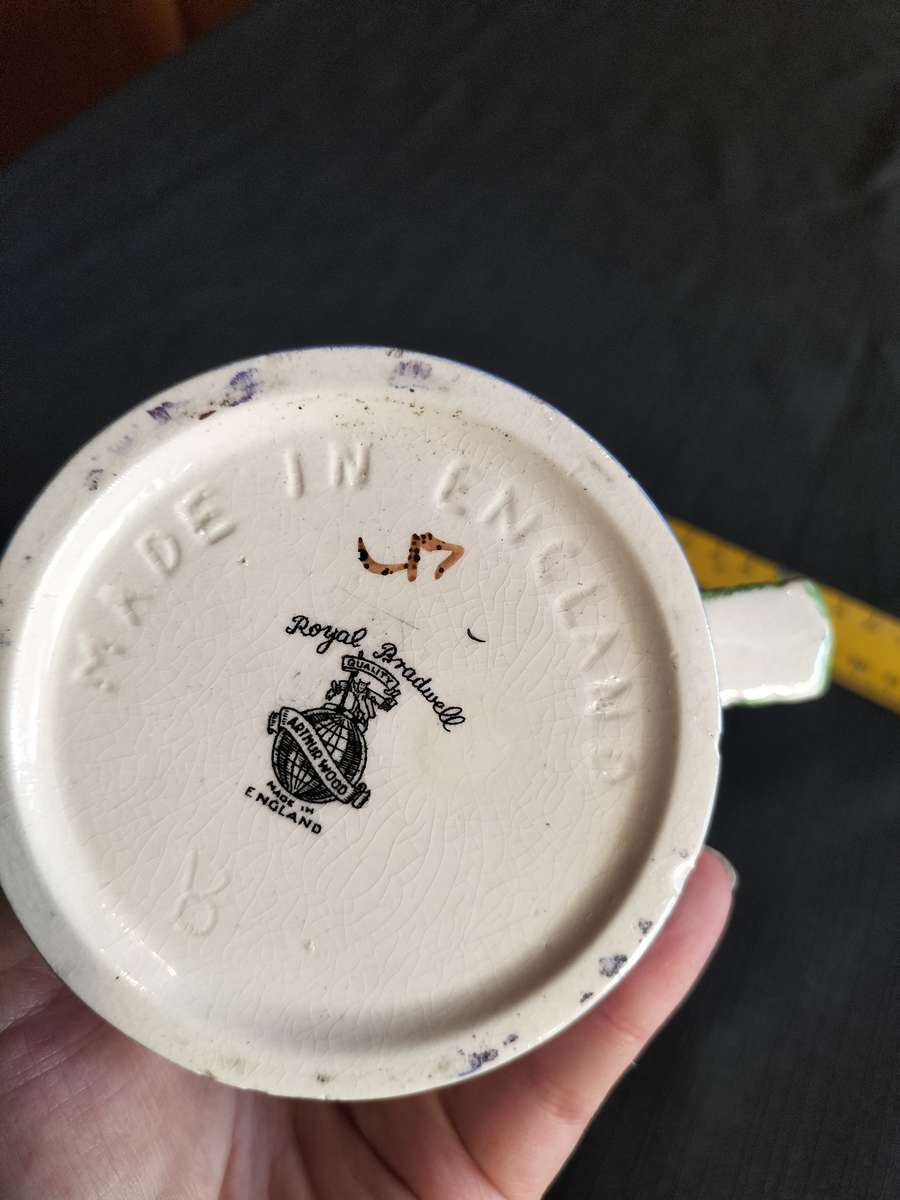 MADE IN ENGLAND
Royal Bradwell
QUALITY
ARTHUR WOOD
MADE IN
ENGLAND